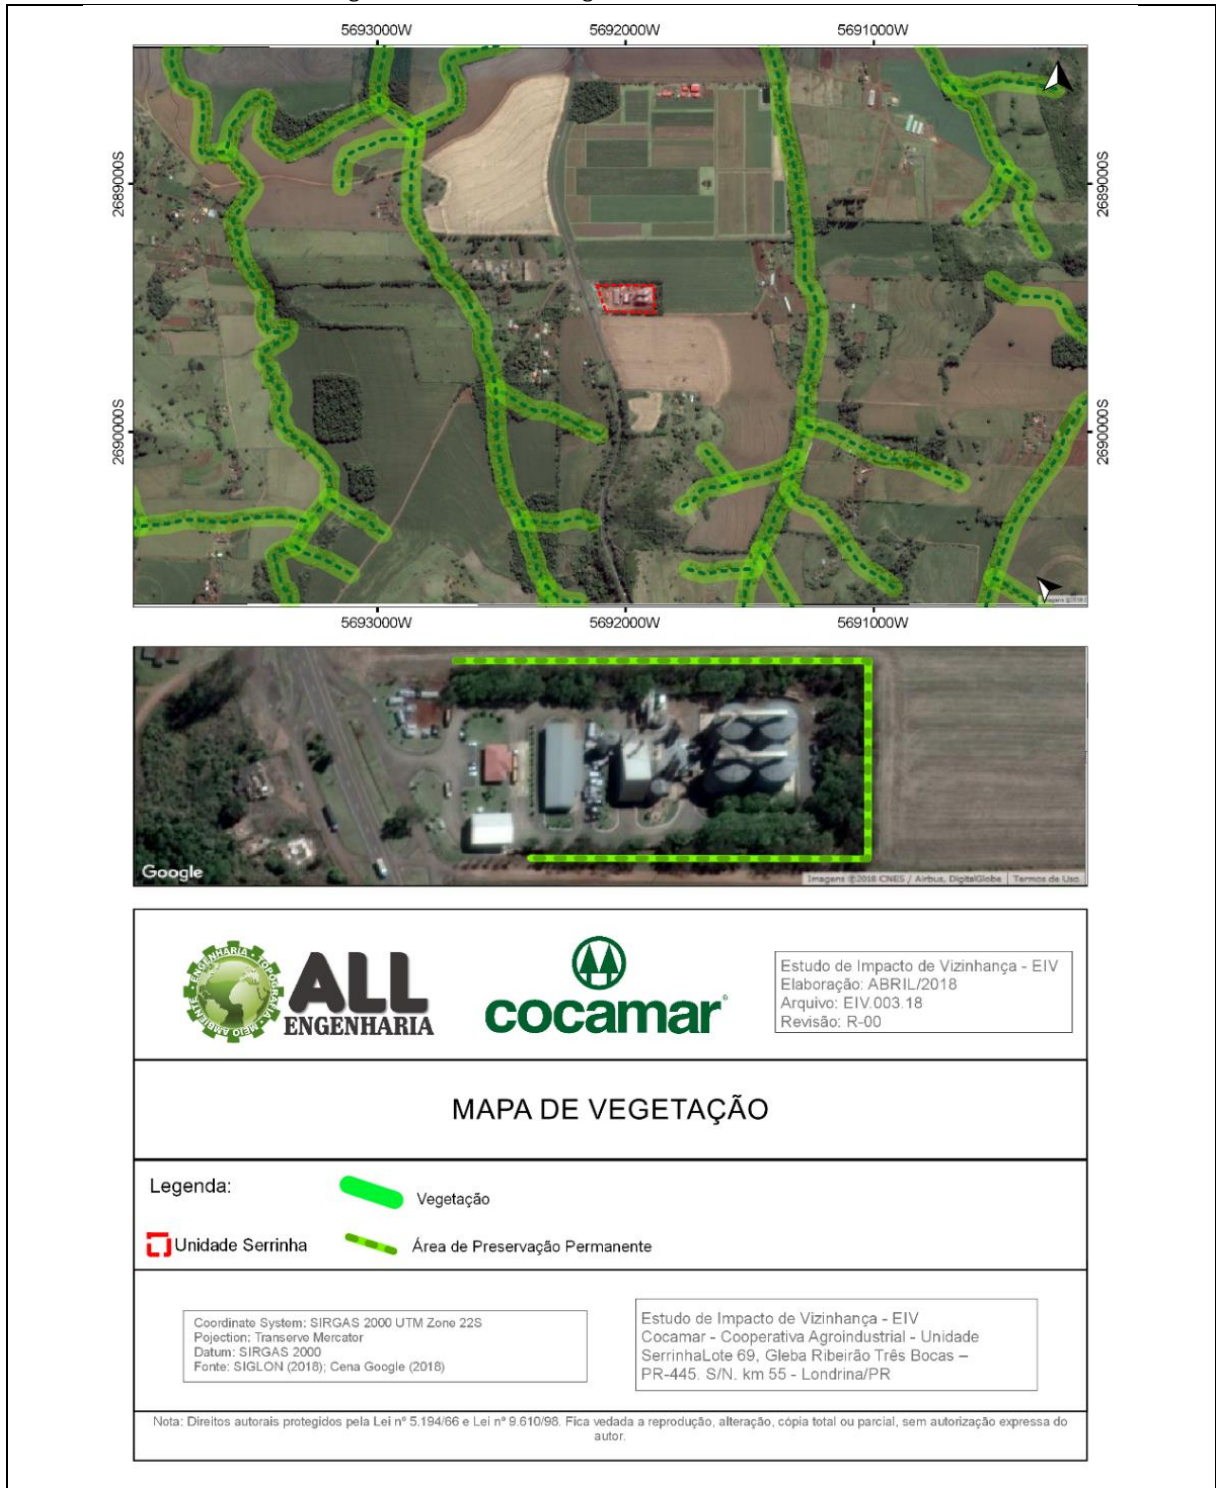 5693000W 5692000W 5691000W
2689000S 2689000S
2690000S 2690000S
5693000W 5692000W 5691000W
Google
Imagens ©2018 CNES / Airbus, DigitalGlobe Termos de Uso
ENGENHARIA • TOPOGRAFIA • MEIO AMBIENTE •
ALL
ENGENHARIA
cocamar®
Estudo de Impacto de Vizinhança - EIV
Elaboração: ABRIL/2018
Arquivo: EIV.003.18
Revisão: R-00
MAPA DE VEGETAÇÃO
Legenda:
Vegetação
Unidade Serrinha
Área de Preservação Permanente
Coordinate System: SIRGAS 2000 UTM Zone 22S
Pojection: Transerve Mercator
Datum: SIRGAS 2000
Fonte: SIGLON (2018); Cena Google (2018)
Estudo de Impacto de Vizinhança - EIV
Cocamar - Cooperativa Agroindustrial - Unidade
SerrinhaLote 69, Gleba Ribeirão Três Bocas –
PR-445. S/N. km 55 - Londrina/PR
Nota: Direitos autorais protegidos pela Lei nº 5.194/66 e Lei nº 9.610/98. Fica vedada a reprodução, alteração, cópia total ou parcial, sem autorização expressa do
autor.